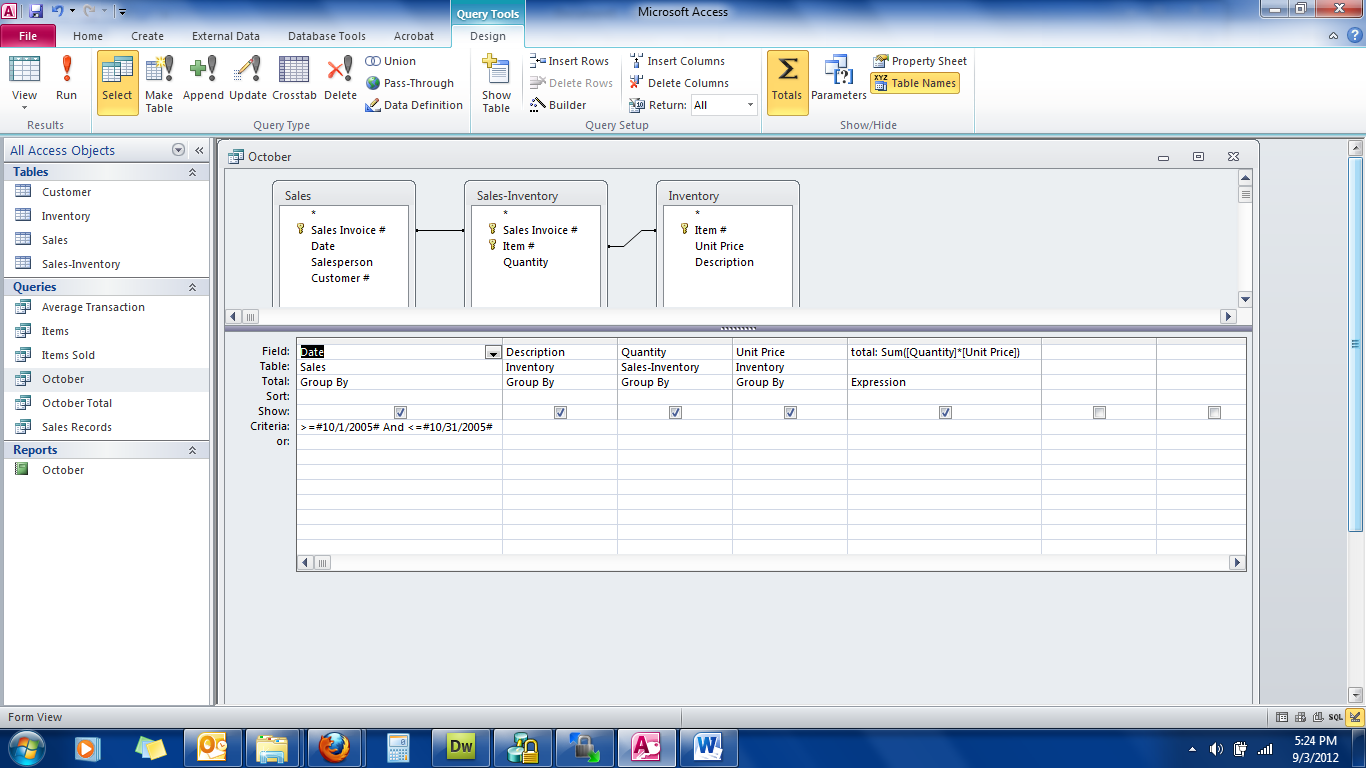 Query Tools
Microsoft Access
File Home Create External Data Database Tools Acrobat Design
View
Run
Results
Select
Make Table
Append
Update
Crosstab
Delete
Union
Pass-Through
Data Definition
Query Type
Show Table
Insert Rows
Delete Rows
Builder
Insert Columns
Delete Columns
Return: All
Query Setup
Totals
Parameters
Property Sheet
Table Names
Show/Hide
All Access Objects
Tables
Customer
Inventory
Sales
Sales-Inventory
Queries
Average Transaction
Items
Items Sold
October
October Total
Sales Records
Reports
October
October
Sales
*
Sales Invoice #
Date
Salesperson
Customer #
Sales-Inventory
*
Sales Invoice #
Item #
Quantity
Inventory
*
Item #
Unit Price
Description
Field: Date Description Quantity Unit Price total: Sum([Quantity]*[Unit Price])
Table: Sales Inventory Sales-Inventory Inventory
Total: Group By Group By Group By Group By Expression
Sort:
Show:
Criteria: >=#10/1/2005# And <=#10/31/2005#
or:
Form View
SQL
Dw
5:24 PM
9/3/2012